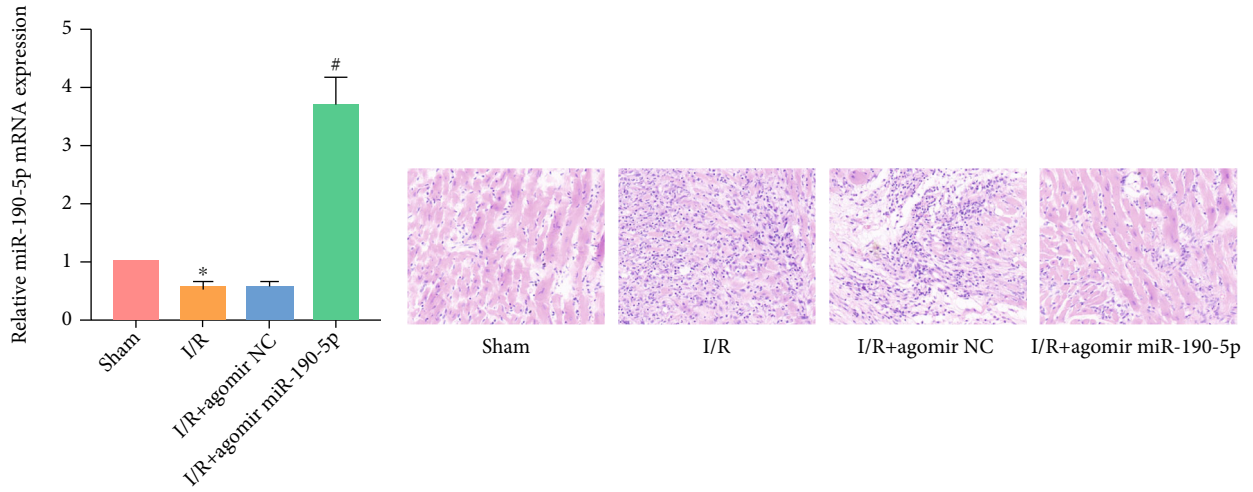 Relative miR-190-5p mRNA expression
5
4
3
2
1
0
*
#
Sham
I/R
I/R+agomir NC
I/R+agomir miR-190-5p
Sham
I/R
I/R+agomir NC
I/R+agomir miR-190-5p